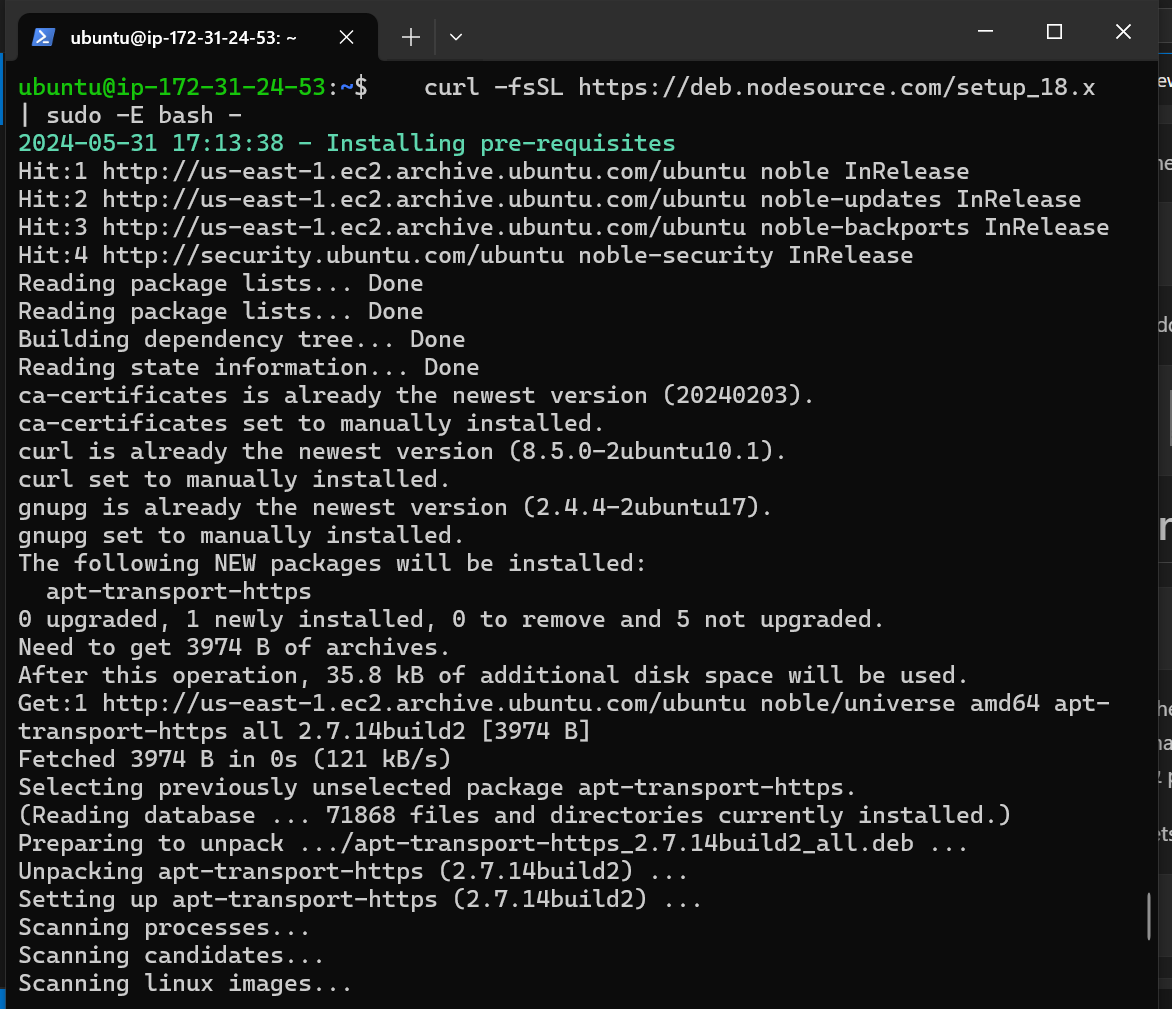 ubuntu@ip-172-31-24-53: ~
ubuntu@ip-172-31-24-53:~$    curl -fsSL https://deb.nodesource.com/setup_18.x
| sudo -E bash -
2024-05-31 17:13:38 - Installing pre-requisites
Hit:1 http://us-east-1.ec2.archive.ubuntu.com/ubuntu noble InRelease
Hit:2 http://us-east-1.ec2.archive.ubuntu.com/ubuntu noble-updates InRelease
Hit:3 http://us-east-1.ec2.archive.ubuntu.com/ubuntu noble-backports InRelease
Hit:4 http://security.ubuntu.com/ubuntu noble-security InRelease
Reading package lists... Done
Reading package lists... Done
Building dependency tree... Done
Reading state information... Done
ca-certificates is already the newest version (20240203).
ca-certificates set to manually installed.
curl is already the newest version (8.5.0-2ubuntu10.1).
curl set to manually installed.
gnupg is already the newest version (2.4.4-2ubuntu17).
gnupg set to manually installed.
The following NEW packages will be installed:
  apt-transport-https
0 upgraded, 1 newly installed, 0 to remove and 5 not upgraded.
Need to get 3974 B of archives.
After this operation, 35.8 kB of additional disk space will be used.
Get:1 http://us-east-1.ec2.archive.ubuntu.com/ubuntu noble/universe amd64 apt-
transport-https all 2.7.14build2 [3974 B]
Fetched 3974 B in 0s (121 kB/s)
Selecting previously unselected package apt-transport-https.
(Reading database ... 71868 files and directories currently installed.)
Preparing to unpack .../apt-transport-https_2.7.14build2_all.deb ...
Unpacking apt-transport-https (2.7.14build2) ...
Setting up apt-transport-https (2.7.14build2) ...
Scanning processes...
Scanning candidates...
Scanning linux images...